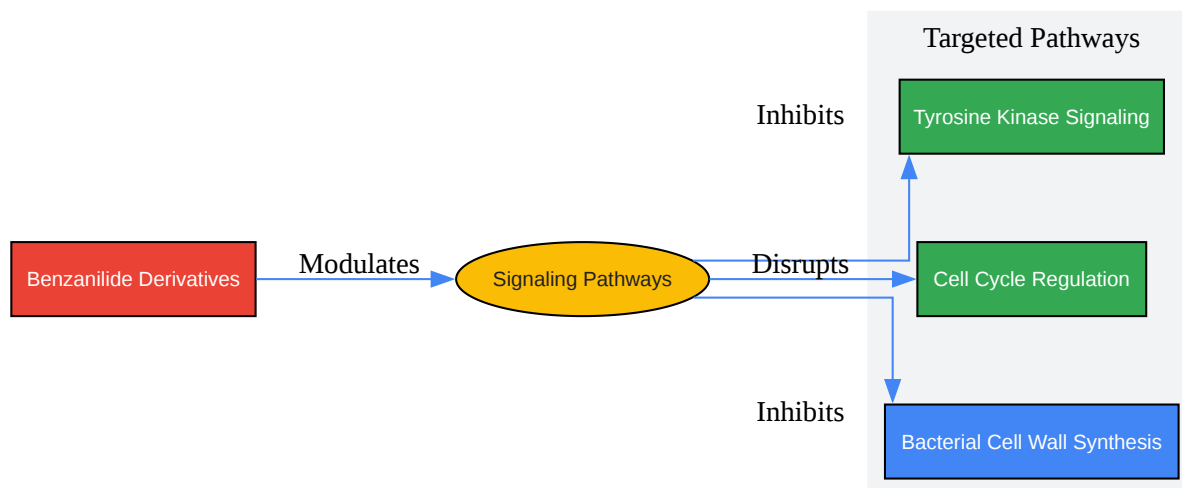 Targeted Pathways
Inhibits
Tyrosine Kinase Signaling
Benzanilide Derivatives
Modulates
Signaling Pathways
Disrupts
Cell Cycle Regulation
Inhibits
Bacterial Cell Wall Synthesis